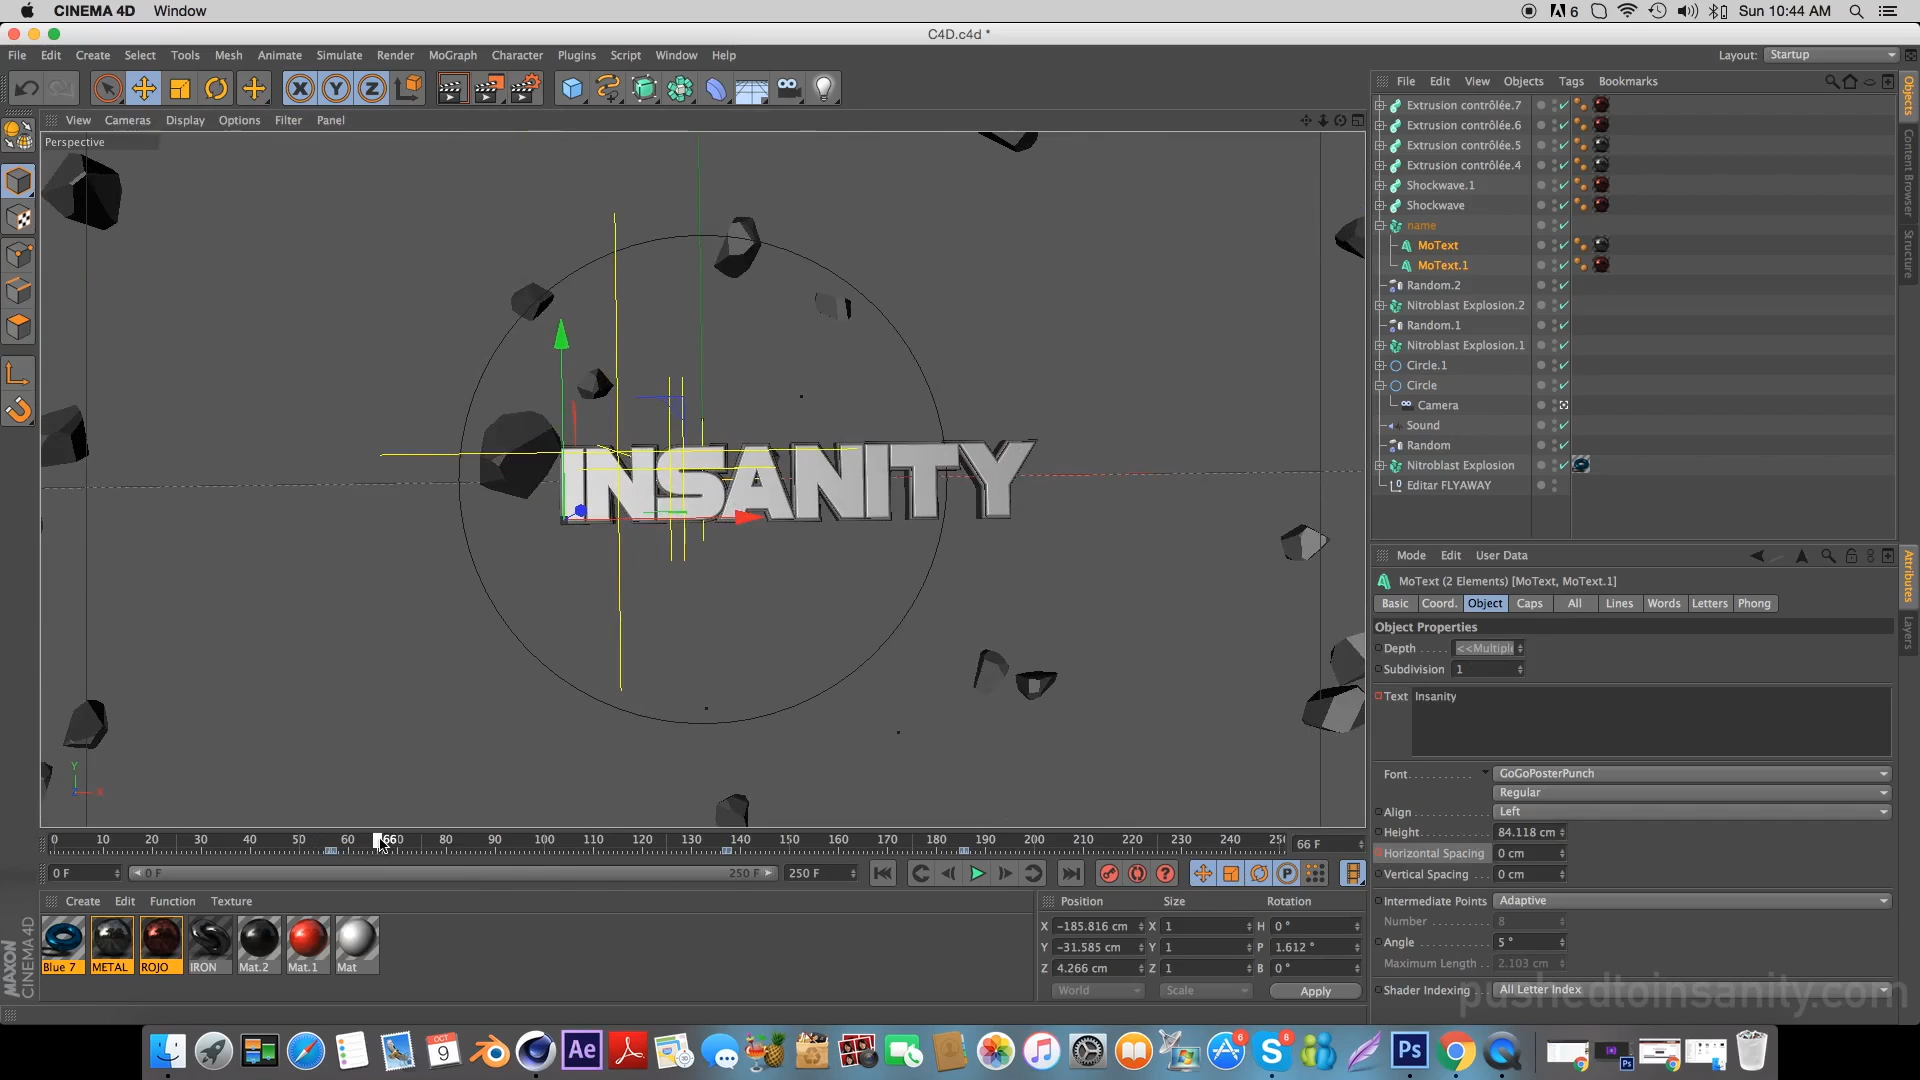 CINEMA 4D Window
6 Sun 10:44 AM
C4D.c4d *
File Edit Create Select Tools Mesh Animate Simulate Render Character Plugins Script Window Help
Layout: Startup
X Y Z
View Cameras Display Options Filter Panel
Perspective
INSANITY
Y
X
0 10 20 30 40 50 60 66 80 90 100 110 120 130 140 150 160 170 180 190 200 210 220 230 240
66 F
0 F 0 F 250 F 250 F
P
Create Edit Function Texture
Blue 7 METAL ROJO IRON Mat.2 Mat.1 Mat
MAXON
CINEMA 4D
Position Size Rotation
X -185.816 cm X 1 H 0 °
Y -31.585 cm Y 1 P 1.612 °
Z 4.266 cm Z 1 B 0 °
World Scale Apply
File Edit View Objects Tags Bookmarks
Extrusion contrôlée.7
Extrusion contrôlée.6
Extrusion contrôlée.5
Extrusion contrôlée.4
Shockwave.1
Shockwave
name
MoText
MoText.1
Random.2
Nitroblast Explosion.2
Random.1
Nitroblast Explosion.1
Circle.1
Circle
Camera
Sound
Random
Nitroblast Explosion
Editar FLYAWAY
Objects
Content Browser
Structure
Mode Edit User Data
MoText (2 Elements) [MoText, MoText.1]
Basic Coord. Object Caps All Lines Words Letters Phong
Object Properties
Depth <<Multipl
Subdivision 1
Text Insanity
Font GoGoPosterPunch
Regular
Align Left
Height 84.118 cm
Horizontal Spacing 0 cm
Vertical Spacing 0 cm
Intermediate Points Adaptive
Number 8
Angle 5 °
Maximum Length 2.103 cm
Shader Indexing All Letter Index
Attributes
Layers
pushedtoinsanity.com
OCT
9
Ae
8
8
Ps